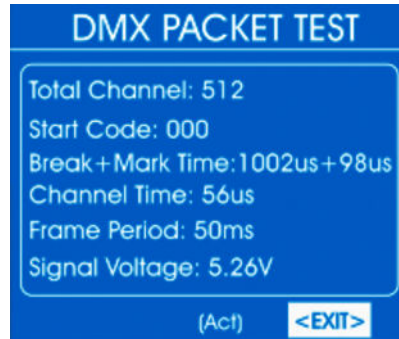 DMX PACKET TEST
Total Channel: 512
Start Code: 000
Break+Mark Time:1002us+98us
Channel Time: 56us
Frame Period: 50ms
Signal Voltage: 5.26V
(Act) <EXIT>